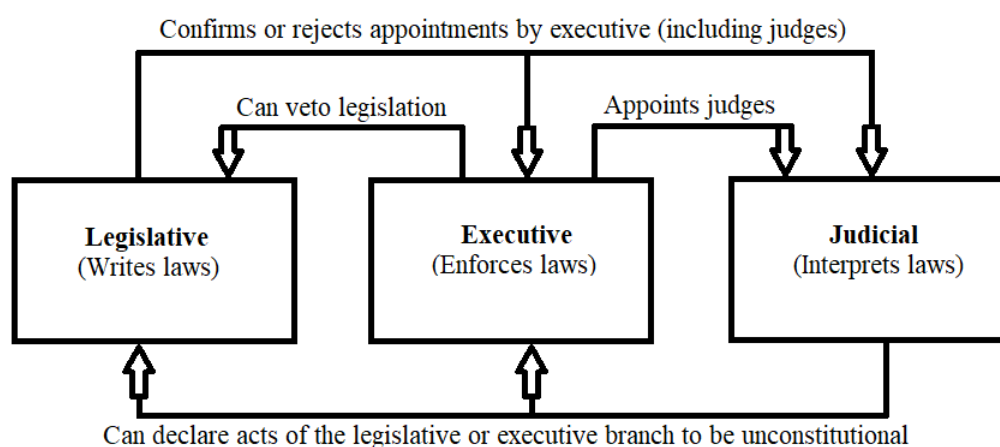 Confirms or rejects appointments by executive (including judges)
Can veto legislation
Appoints judges
Legislative
(Writes laws)
Executive
(Enforces laws)
Judicial
(Interprets laws)
Can declare acts of the legislative or executive branch to be unconstitutional